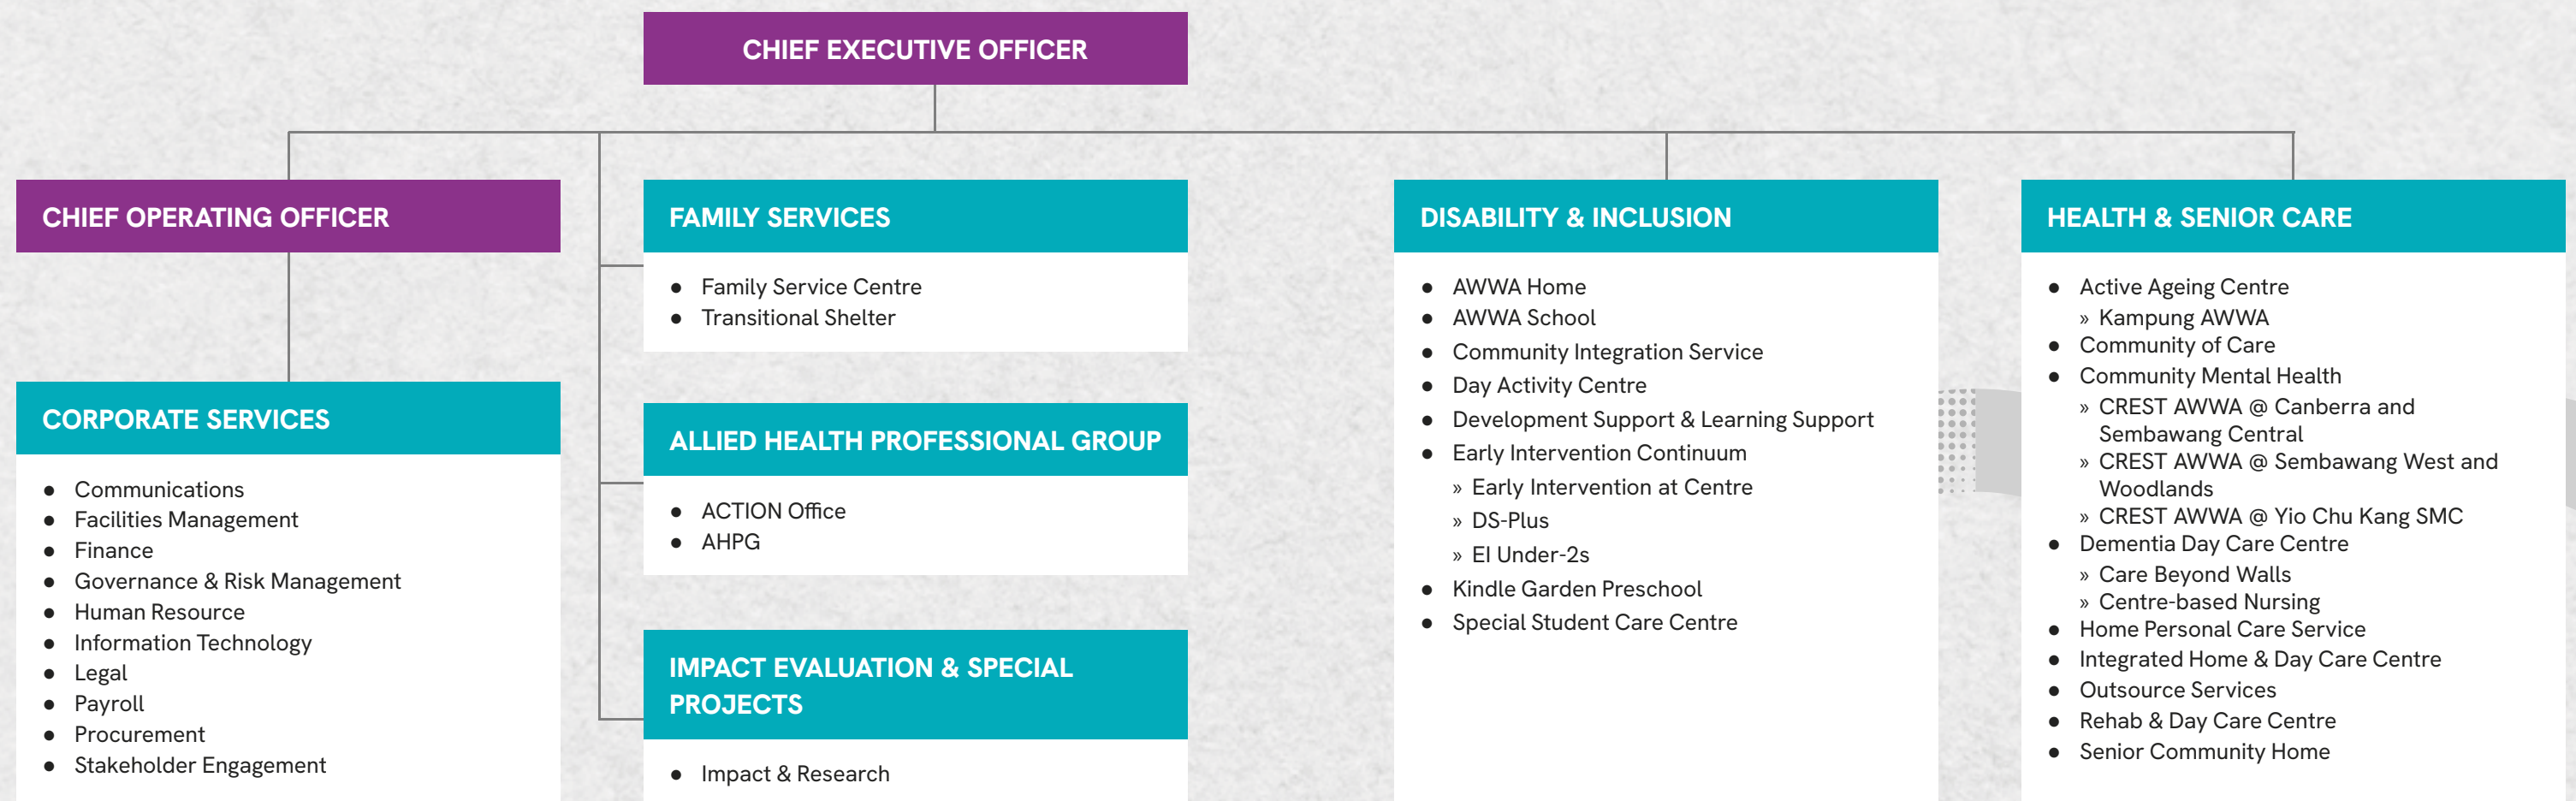 CHIEF EXECUTIVE OFFICER
CHIEF OPERATING OFFICER
CORPORATE SERVICES
● Communications
● Facilities Management
● Finance
● Governance & Risk Management
● Human Resource
● Information Technology
● Legal
● Payroll
● Procurement
● Stakeholder Engagement
FAMILY SERVICES
● Family Service Centre
● Transitional Shelter
ALLIED HEALTH PROFESSIONAL GROUP
● ACTION Office
● AHPG
IMPACT EVALUATION & SPECIAL
PROJECTS
● Impact & Research
DISABILITY & INCLUSION
● AWWA Home
● AWWA School
● Community Integration Service
● Day Activity Centre
● Development Support & Learning Support
● Early Intervention Continuum
» Early Intervention at Centre
» DS-Plus
» EI Under-2s
● Kindle Garden Preschool
● Special Student Care Centre
HEALTH & SENIOR CARE
● Active Ageing Centre
» Kampung AWWA
● Community of Care
● Community Mental Health
» CREST AWWA @ Canberra and
Sembawang Central
» CREST AWWA @ Sembawang West and
Woodlands
» CREST AWWA @ Yio Chu Kang SMC
● Dementia Day Care Centre
» Care Beyond Walls
» Centre-based Nursing
● Home Personal Care Service
● Integrated Home & Day Care Centre
● Outsource Services
● Rehab & Day Care Centre
● Senior Community Home